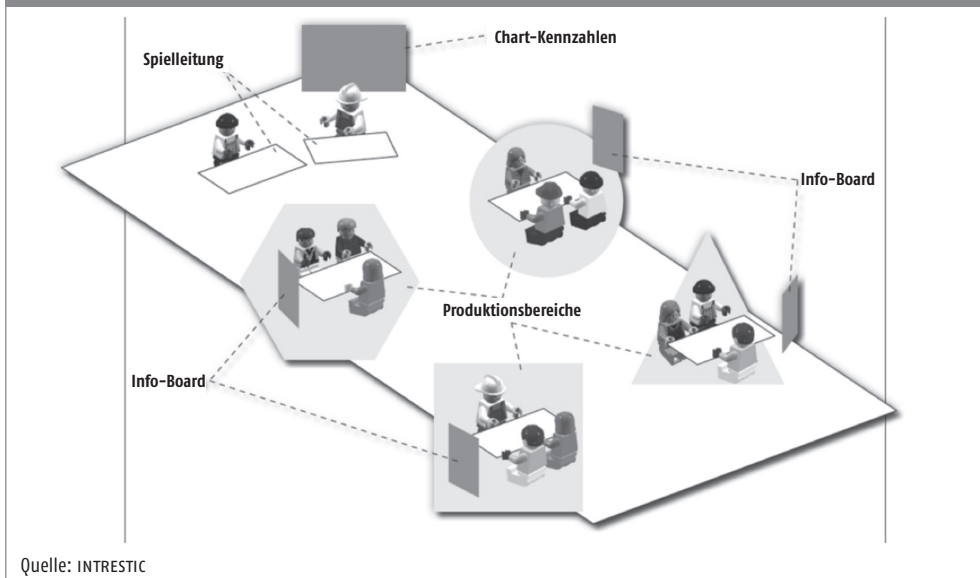 Chart-Kennzahlen
Spielleitung
Info-Board
Produktionsbereiche
Info-Board
Quelle: INTRESTIC